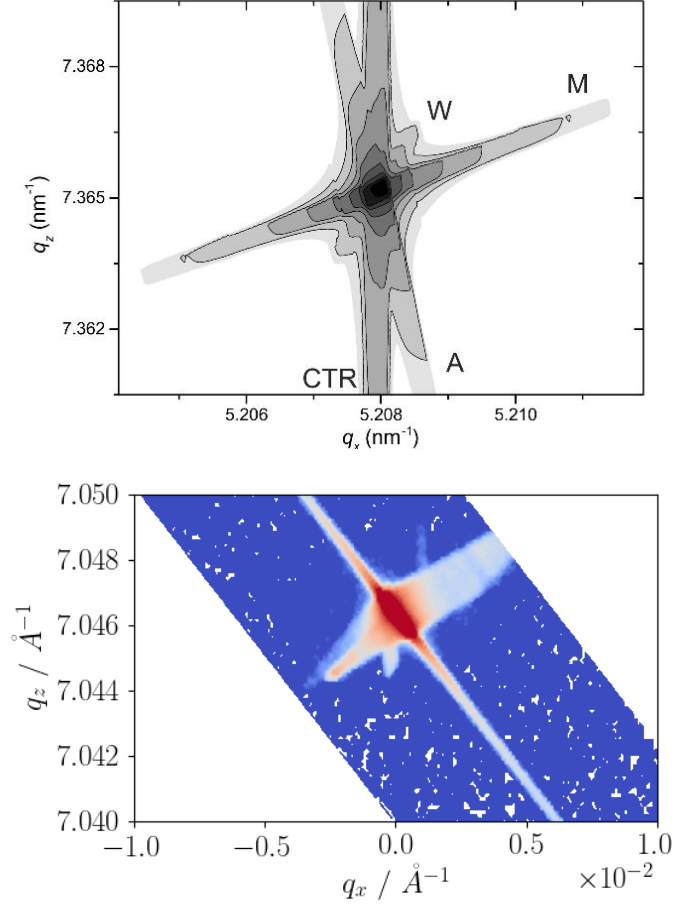 7.368
W
M
q_z (nm⁻¹)
7.365
7.362
A
CTR
5.206
5.208
5.210
q_x (nm⁻¹)
7.050
7.048
7.046
7.044
7.042
7.040
q_z / Å⁻¹
−1.0
−0.5
0.0
0.5
1.0
q_x / Å⁻¹
×10⁻²